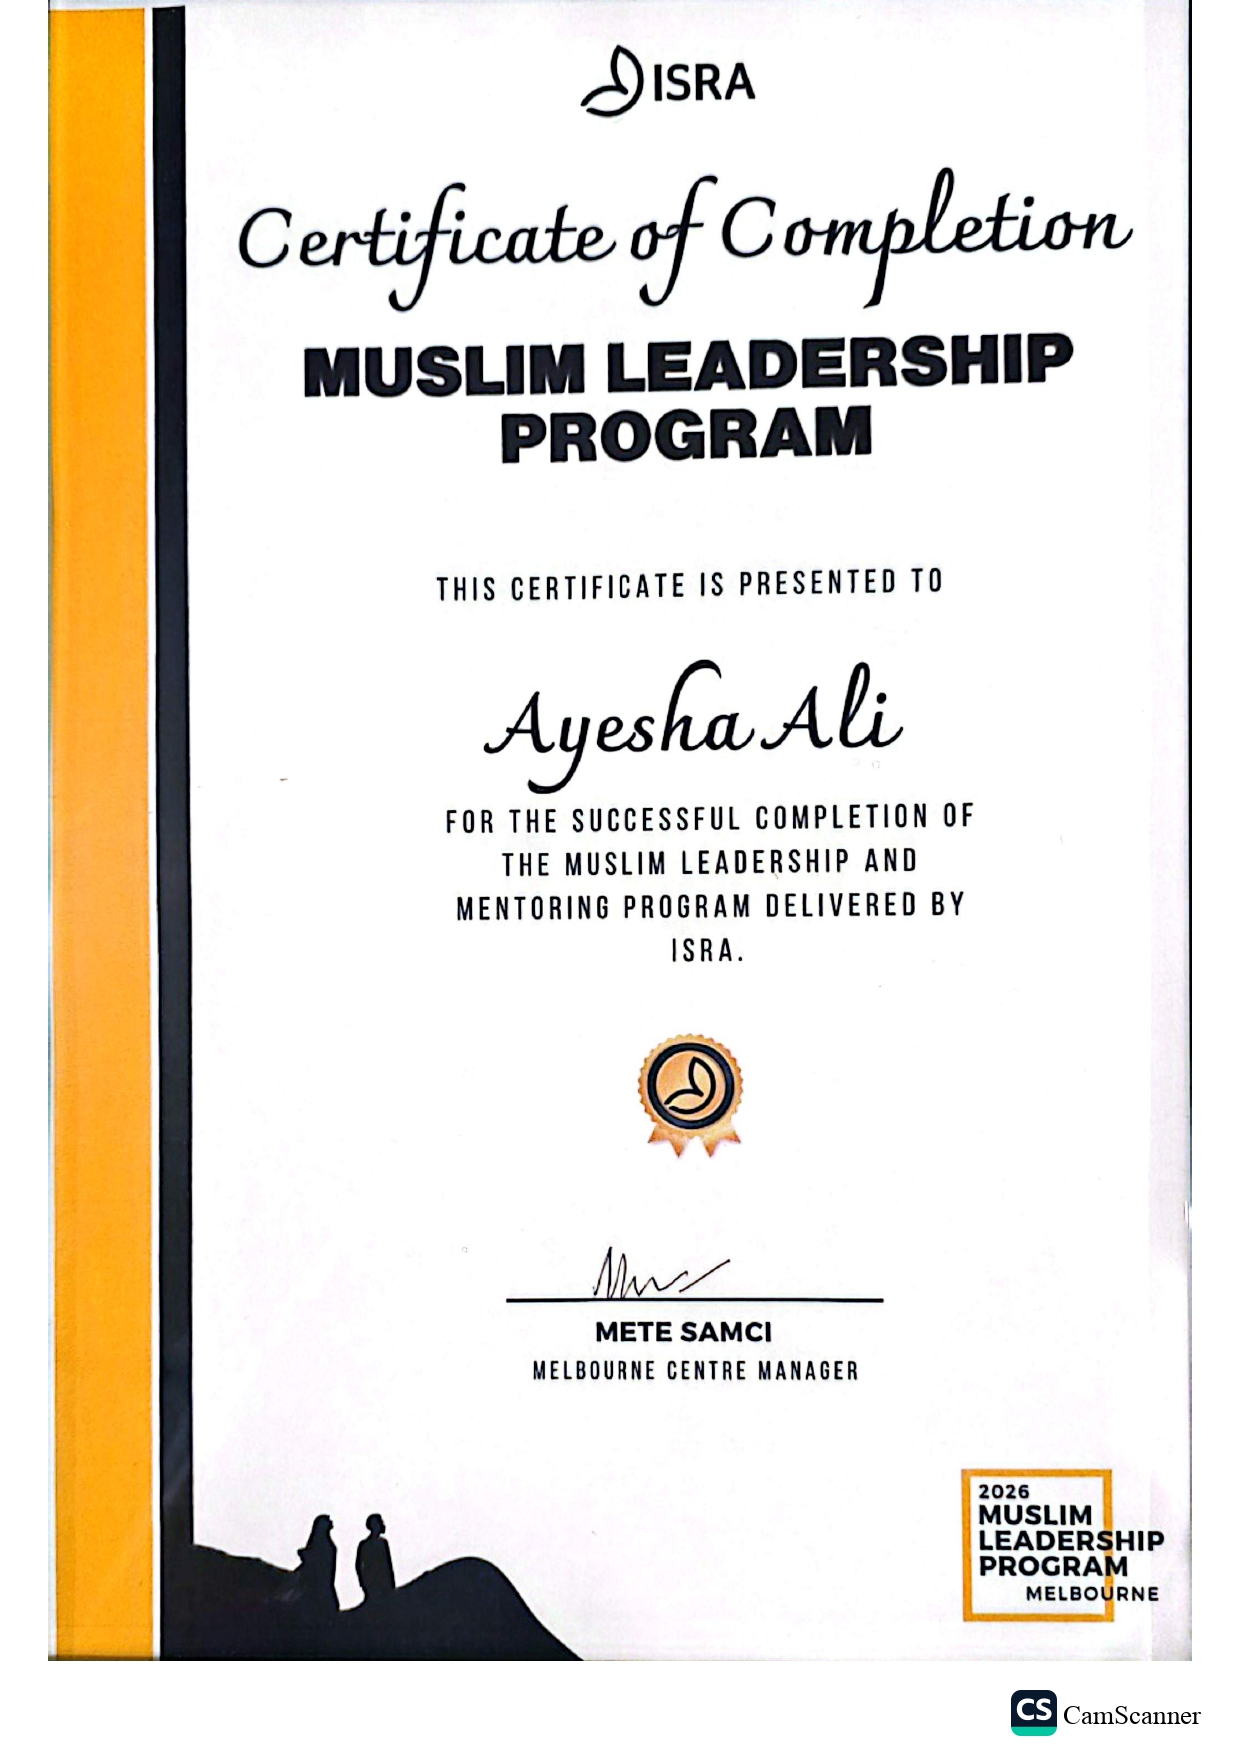 ISRA
Certificate of Completion
MUSLIM LEADERSHIP
PROGRAM
THIS CERTIFICATE IS PRESENTED TO
Ayesha Ali
FOR THE SUCCESSFUL COMPLETION OF
THE MUSLIM LEADERSHIP AND
MENTORING PROGRAM DELIVERED BY
ISRA.
METE SAMCI
MELBOURNE CENTRE MANAGER
2026
MUSLIM
LEADERSHIP
PROGRAM
MELBOURNE
CS CamScanner